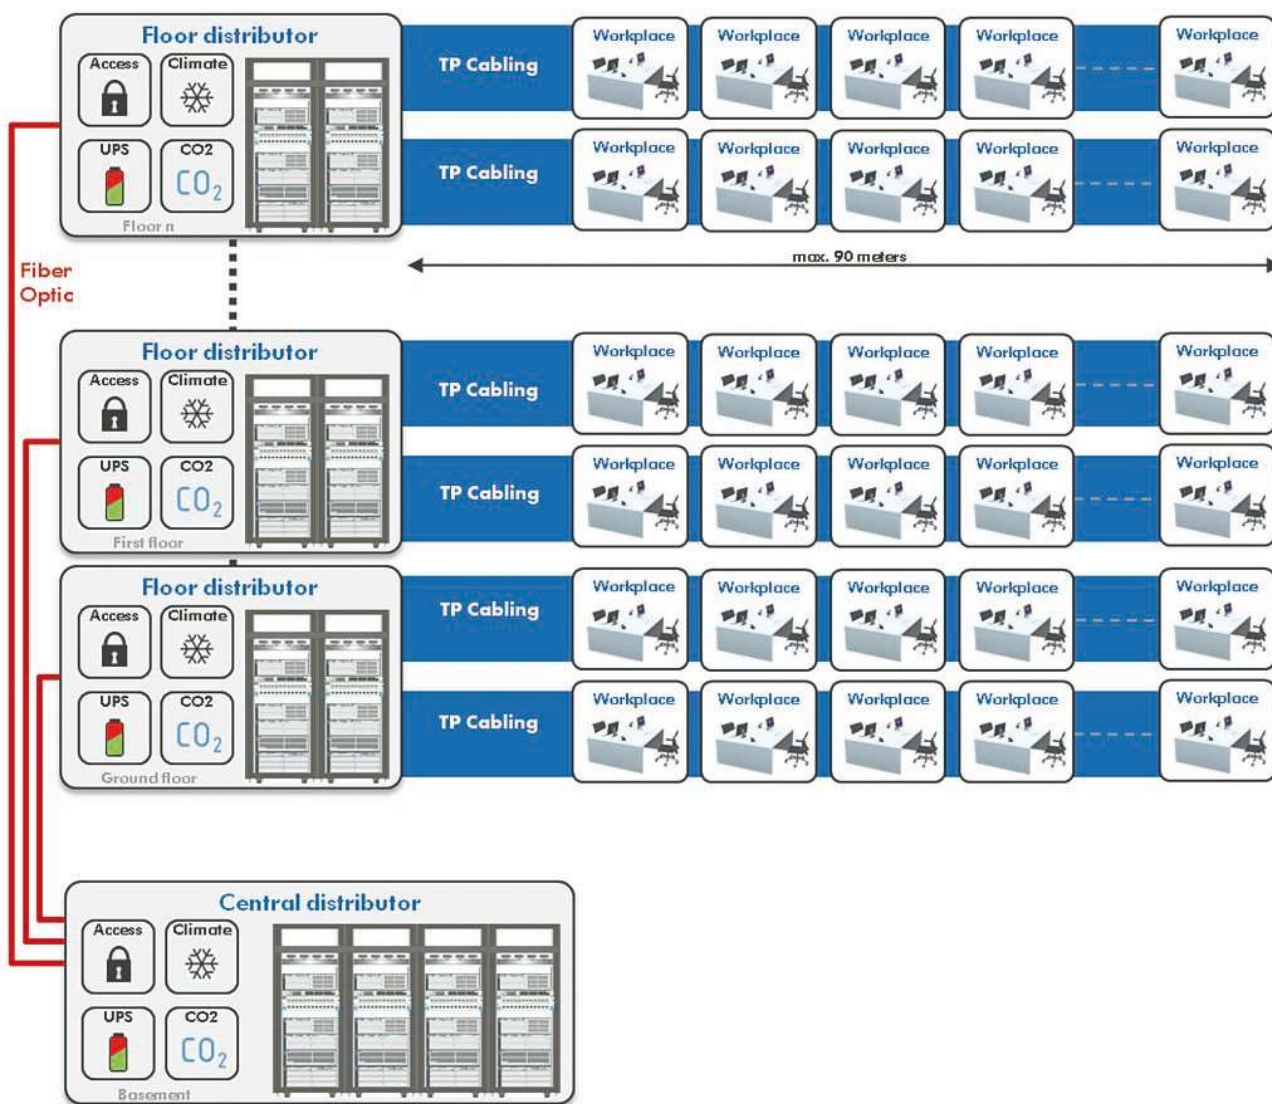 Floor distributor
Access Climate
UPS CO2
CO₂
Floor n
TP Cabling
Workplace Workplace Workplace Workplace Workplace
TP Cabling
Workplace Workplace Workplace Workplace Workplace
max. 90 meters
Fiber
Optic
Floor distributor
Access Climate
UPS CO2
CO₂
First floor
TP Cabling
Workplace Workplace Workplace Workplace Workplace
TP Cabling
Workplace Workplace Workplace Workplace Workplace
Floor distributor
Access Climate
UPS CO2
CO₂
Ground floor
TP Cabling
Workplace Workplace Workplace Workplace Workplace
TP Cabling
Workplace Workplace Workplace Workplace Workplace
Central distributor
Access Climate
UPS CO2
CO₂
Basement